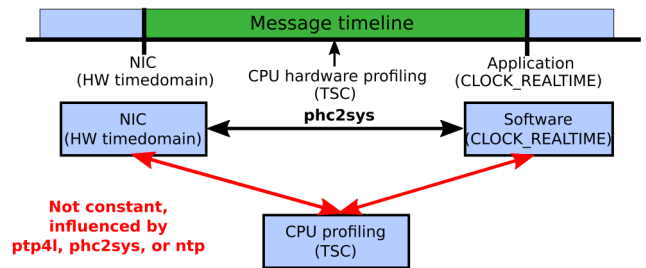 Message timeline
NIC
(HW timedomain)
CPU hardware profiling
(TSC)
Application
(CLOCK_REALTIME)
phc2sys
NIC
(HW timedomain)
Software
(CLOCK_REALTIME)
Not constant,
influenced by
ptp4l, phc2sys, or ntp
CPU profiling
(TSC)